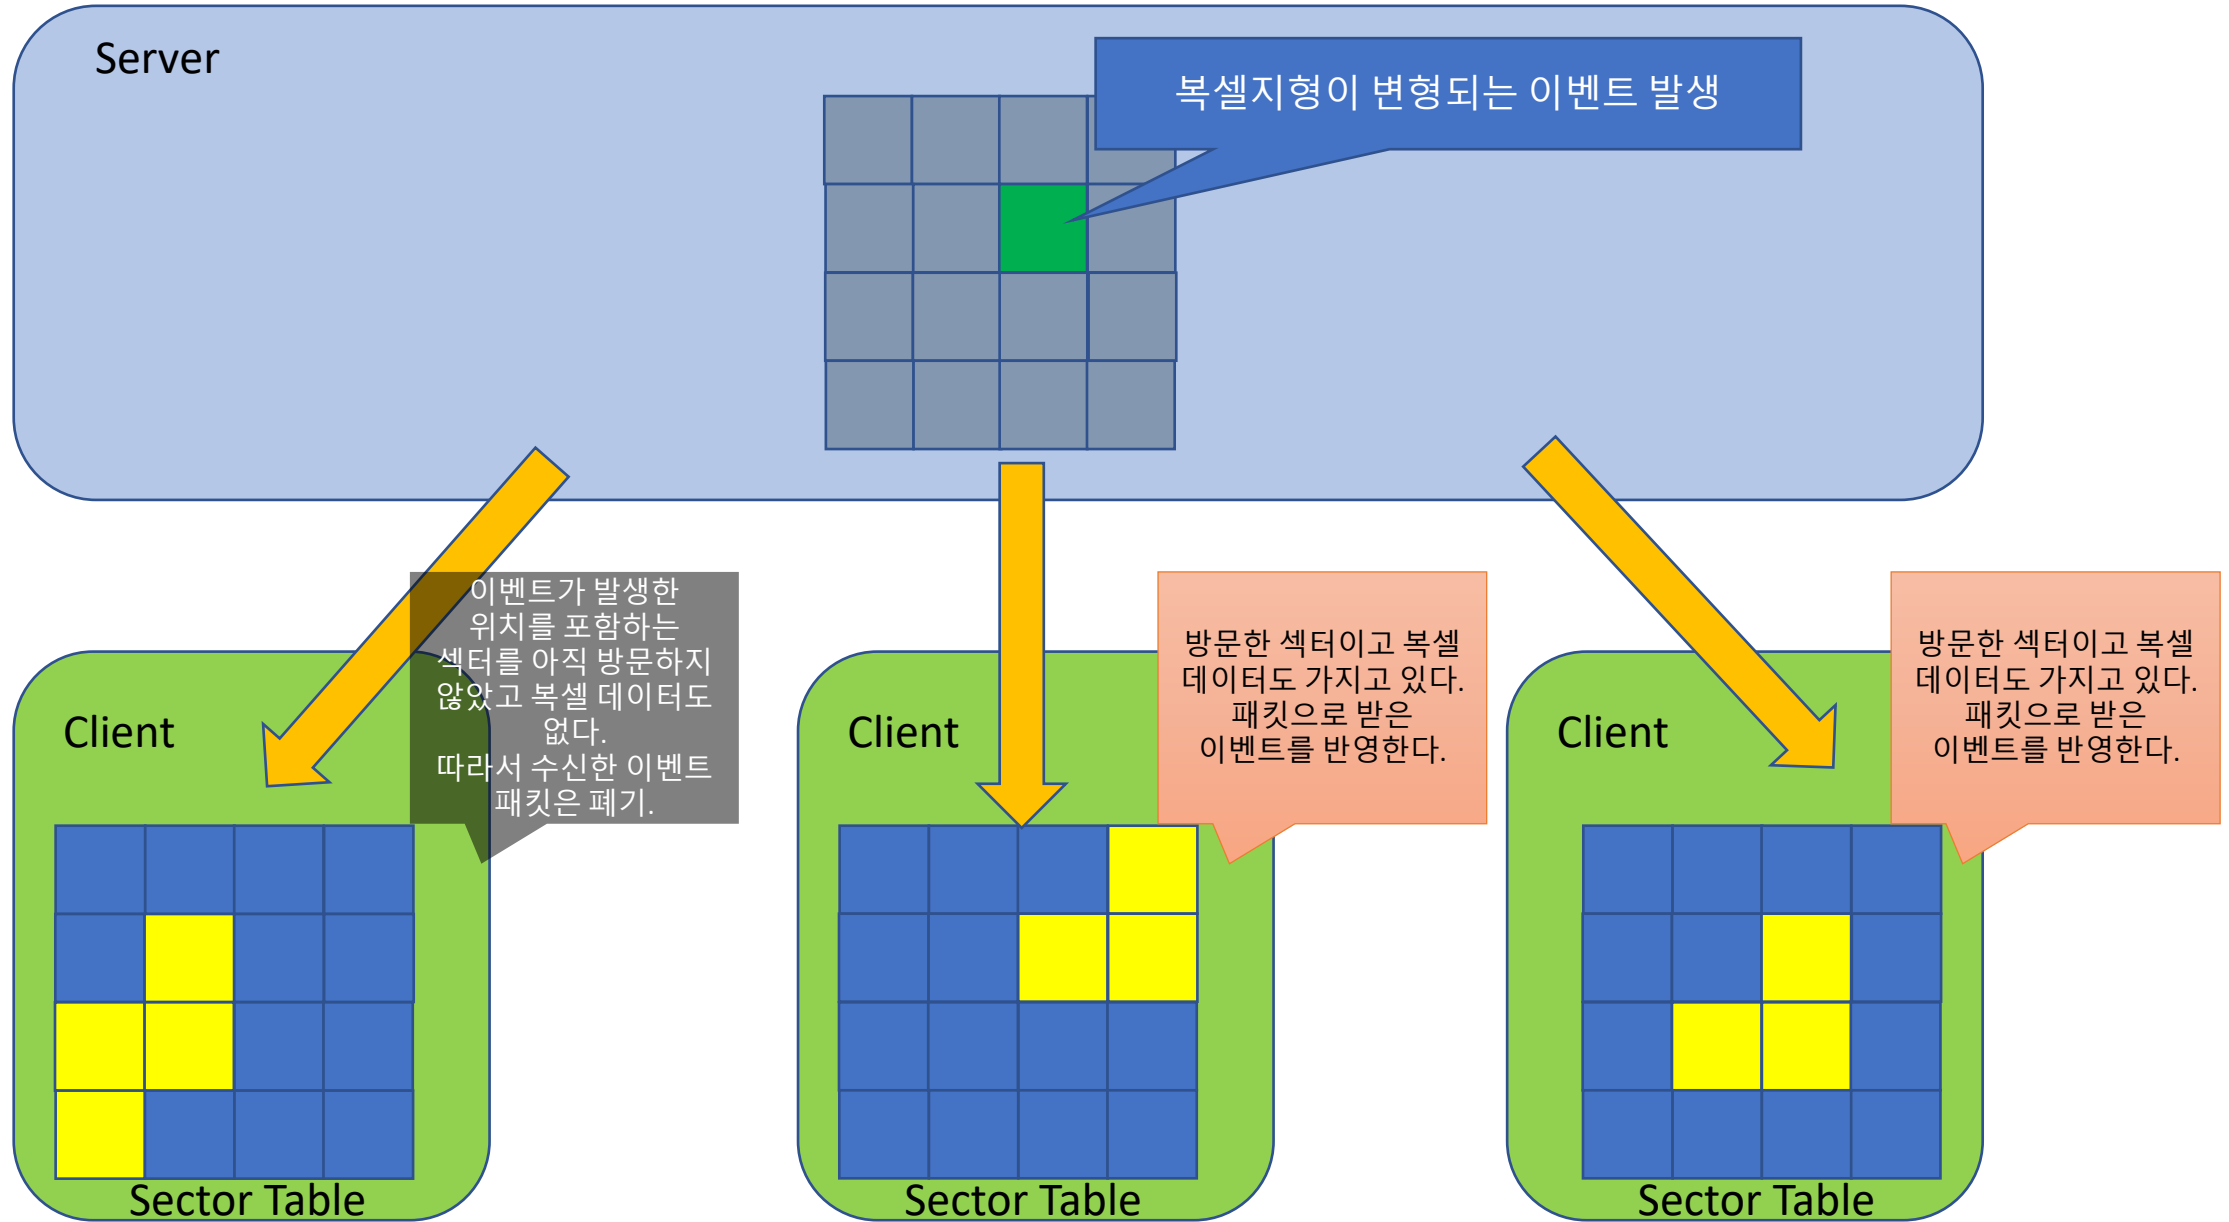 Server
복셀지형이 변형되는 이벤트 발생
이벤트가 발생한
위치를 포함하는
섹터를 아직 방문하지
않았고 복셀 데이터도
없다.
따라서 수신한 이벤트
패킷은 폐기.
방문한 섹터이고 복셀
데이터도 가지고 있다.
패킷으로 받은
이벤트를 반영한다.
방문한 섹터이고 복셀
데이터도 가지고 있다.
패킷으로 받은
이벤트를 반영한다.
Client
Client
Client
Sector Table
Sector Table
Sector Table